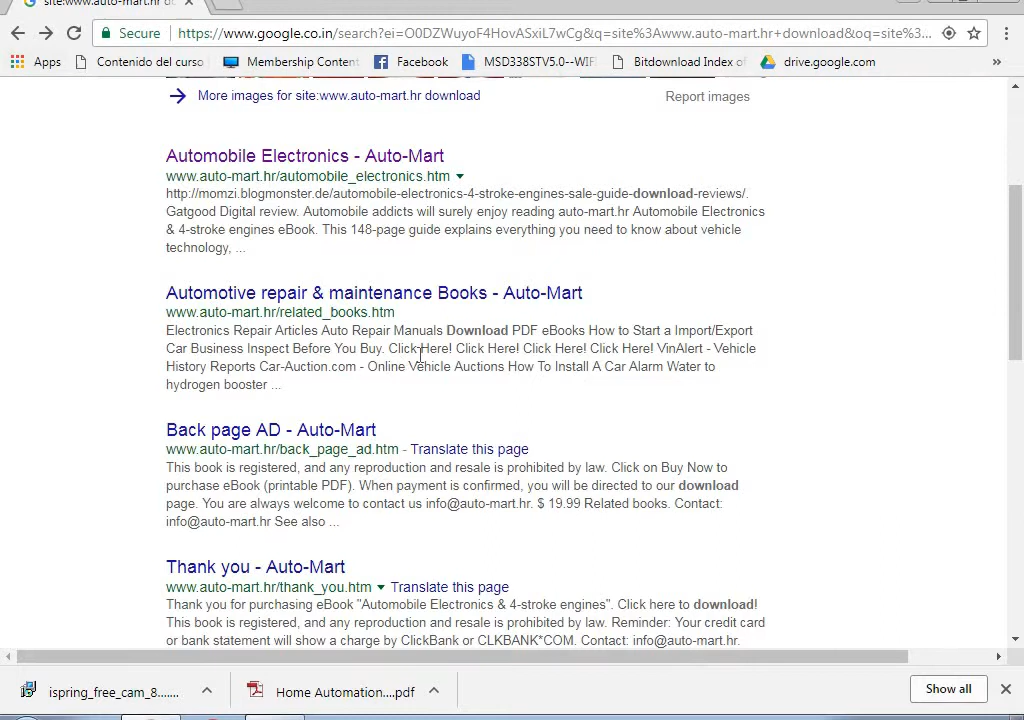 site:www.auto-mart.hr
Secure https://www.google.co.in/search?ei=O0DZWuyoF4HovASxiL7wCg&q=site%3Awww.auto-mart.hr+download&oq=site%3...
Apps Contenido del curso Membership Content Facebook MSD338STV5.0--WIF Bitdownload Index of drive.google.com »
More images for site:www.auto-mart.hr download Report images
Automobile Electronics - Auto-Mart
www.auto-mart.hr/automobile_electronics.htm
http://momzi.blogmonster.de/automobile-electronics-4-stroke-engines-sale-guide-download-reviews/.
Gatgood Digital review. Automobile addicts will surely enjoy reading auto-mart.hr Automobile Electronics
& 4-stroke engines eBook. This 148-page guide explains everything you need to know about vehicle
technology, ...
Automotive repair & maintenance Books - Auto-Mart
www.auto-mart.hr/related_books.htm
Electronics Repair Articles Auto Repair Manuals Download PDF eBooks How to Start a Import/Export
Car Business Inspect Before You Buy. Click Here! Click Here! Click Here! Click Here! VinAlert - Vehicle
History Reports Car-Auction.com - Online Vehicle Auctions How To Install A Car Alarm Water to
hydrogen booster ...
Back page AD - Auto-Mart
www.auto-mart.hr/back_page_ad.htm - Translate this page
This book is registered, and any reproduction and resale is prohibited by law. Click on Buy Now to
purchase eBook (printable PDF). When payment is confirmed, you will be directed to our download
page. You are always welcome to contact us info@auto-mart.hr. $ 19.99 Related books. Contact:
info@auto-mart.hr See also ...
Thank you - Auto-Mart
www.auto-mart.hr/thank_you.htm Translate this page
Thank you for purchasing eBook "Automobile Electronics & 4-stroke engines". Click here to download!
This book is registered, and any reproduction and resale is prohibited by law. Reminder: Your credit card
or bank statement will show a charge by ClickBank or CLKBANK*COM. Contact: info@auto-mart.hr.
ispring_free_cam_8....... Home Automation....pdf Show all